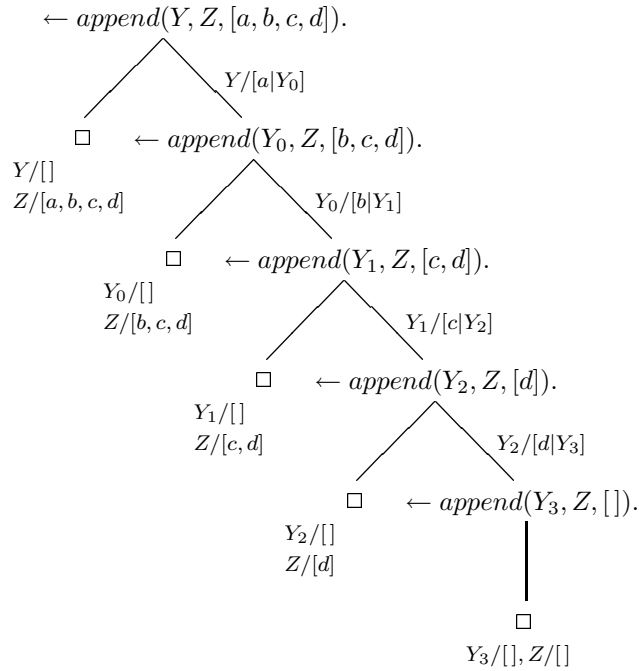 ← append(Y, Z, [a, b, c, d]).
Y/[a|Y₀]
□ ← append(Y₀, Z, [b, c, d]).
Y/[ ]
Z/[a, b, c, d]
Y₀/[b|Y₁]
□ ← append(Y₁, Z, [c, d]).
Y₀/[ ]
Z/[b, c, d]
Y₁/[c|Y₂]
□ ← append(Y₂, Z, [d]).
Y₁/[ ]
Z/[c, d]
Y₂/[d|Y₃]
□ ← append(Y₃, Z, [ ]).
Y₂/[ ]
Z/[d]
□
Y₃/[ ], Z/[ ]